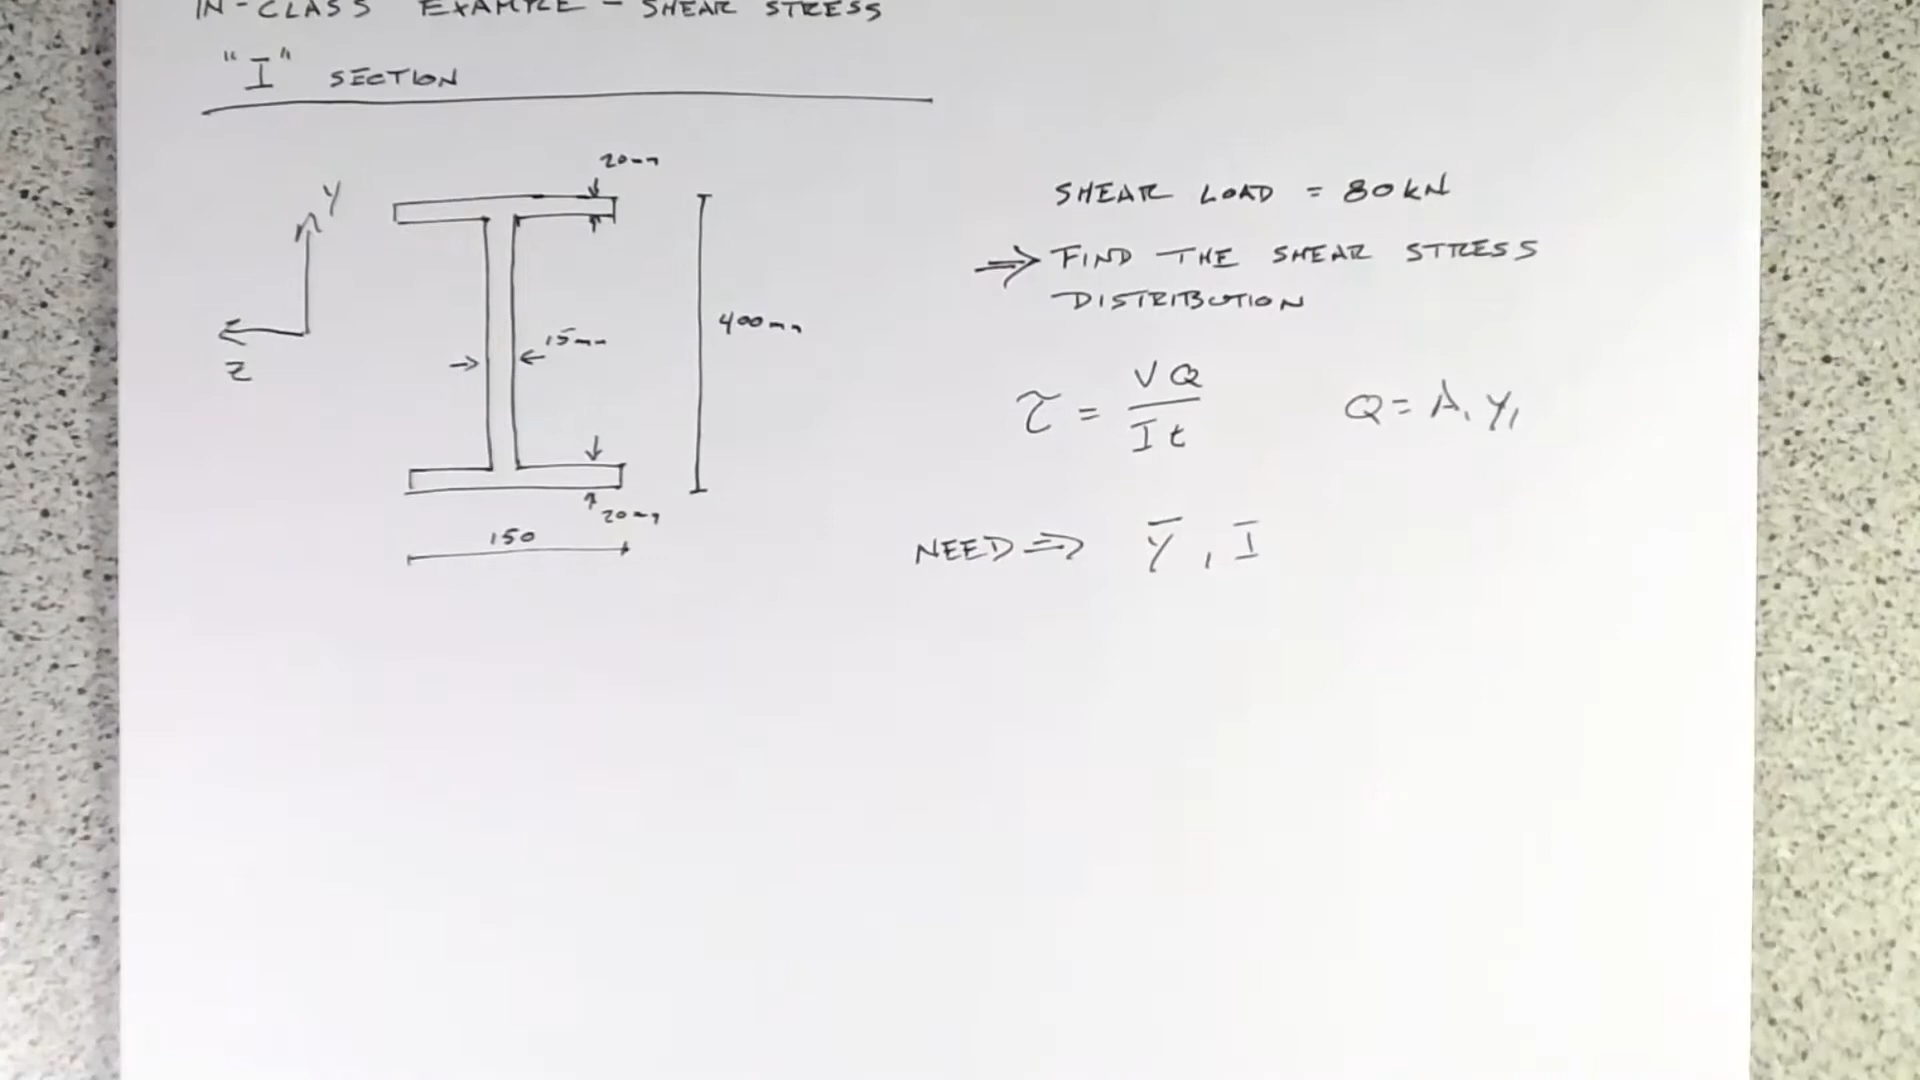 IN-CLASS EXAMPLE - SHEAR STRESS
"I" SECTION
20mm
Y
Z
15mm
400mm
20mm
150
SHEAR LOAD = 80kN
⇒ FIND THE SHEAR STRESS
DISTRIBUTION
τ = VQ / It
Q = A₁ y₁
NEED ⇒ Ȳ, I